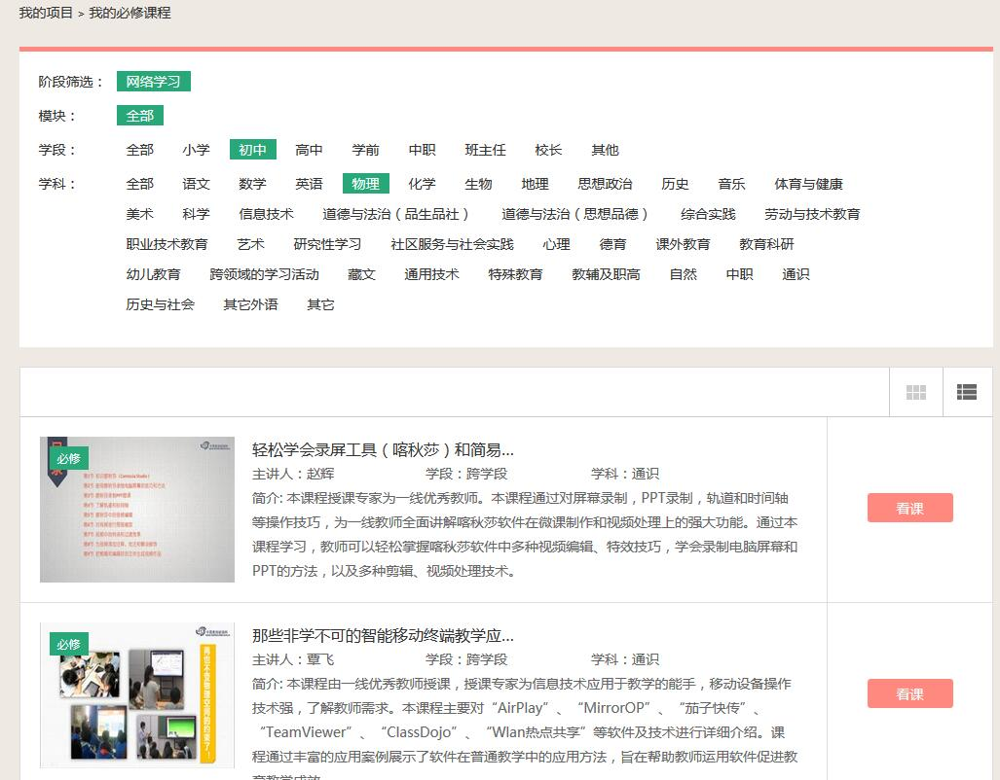 我的项目 > 我的必修课程
阶段筛选： 网络学习
模块： 全部
学段： 全部 小学 初中 高中 学前 中职 班主任 校长 其他
学科： 全部 语文 数学 英语 物理 化学 生物 地理 思想政治 历史 音乐 体育与健康
美术 科学 信息技术 道德与法治（品生品社） 道德与法治（思想品德） 综合实践 劳动与技术教育
职业技术教育 艺术 研究性学习 社区服务与社会实践 心理 德育 课外教育 教育科研
幼儿教育 跨领域的学习活动 藏文 通用技术 特殊教育 教辅及职高 自然 中职 通识
历史与社会 其它外语 其它
必修
轻松学会录屏工具（喀秋莎）和简易...
主讲人：赵辉 学段：跨学段 学科：通识
简介: 本课程授课专家为一线优秀教师。本课程通过对屏幕录制，PPT录制，轨道和时间轴
等操作技巧，为一线教师全面讲解喀秋莎软件在微课制作和视频处理上的强大功能。通过本
课程学习，教师可以轻松掌握喀秋莎软件中多种视频编辑、特效技巧，学会录制电脑屏幕和
PPT的方法，以及多种剪辑、视频处理技术。
看课
必修
再也不受物理空间的约束了！
那些非学不可的智能移动终端教学应...
主讲人：覃飞 学段：跨学段 学科：通识
简介: 本课程由一线优秀教师授课，授课专家为信息技术应用于教学的能手，移动设备操作
技术强，了解教师需求。本课程主要对“AirPlay”、“MirrorOP”、“茄子快传”、
“TeamViewer”、“ClassDojo”、“Wlan热点共享”等软件及技术进行详细介绍。课
程通过丰富的应用案例展示了软件在普通教学中的应用方法，旨在帮助教师运用软件促进教
看课